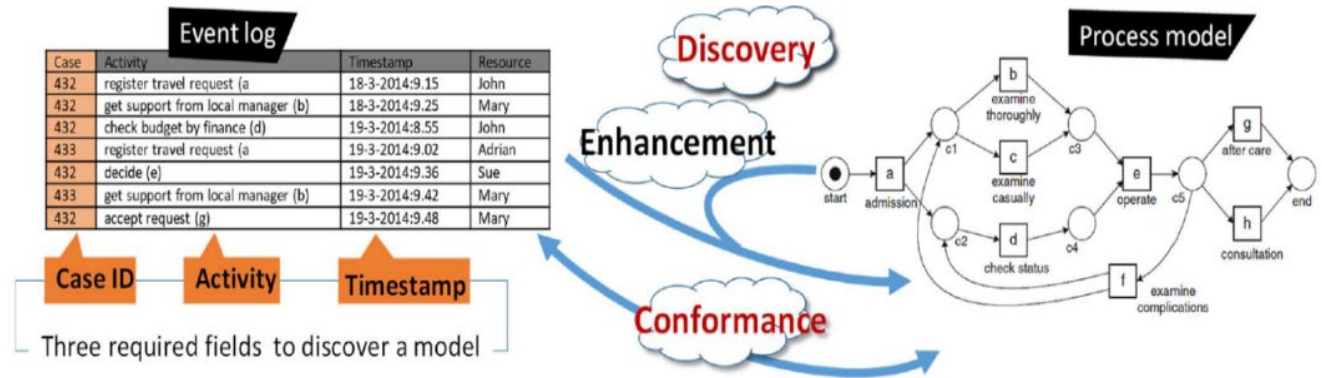 Event log
Case Activity Timestamp Resource
432 register travel request (a 18-3-2014:9.15 John
432 get support from local manager (b) 18-3-2014:9.25 Mary
432 check budget by finance (d) 19-3-2014:8.55 John
433 register travel request (a 19-3-2014:9.02 Adrian
432 decide (e) 19-3-2014:9.36 Sue
433 get support from local manager (b) 19-3-2014:9.42 Mary
432 accept request (g) 19-3-2014:9.48 Mary
Case ID Activity Timestamp
Three required fields to discover a model
Discovery
Enhancement
Conformance
Process model
start
a
admission
c1
c2
b
examine
thoroughly
c
examine
casually
d
check status
c3
c4
e
operate
c5
f
examine
complications
g
after care
h
consultation
end